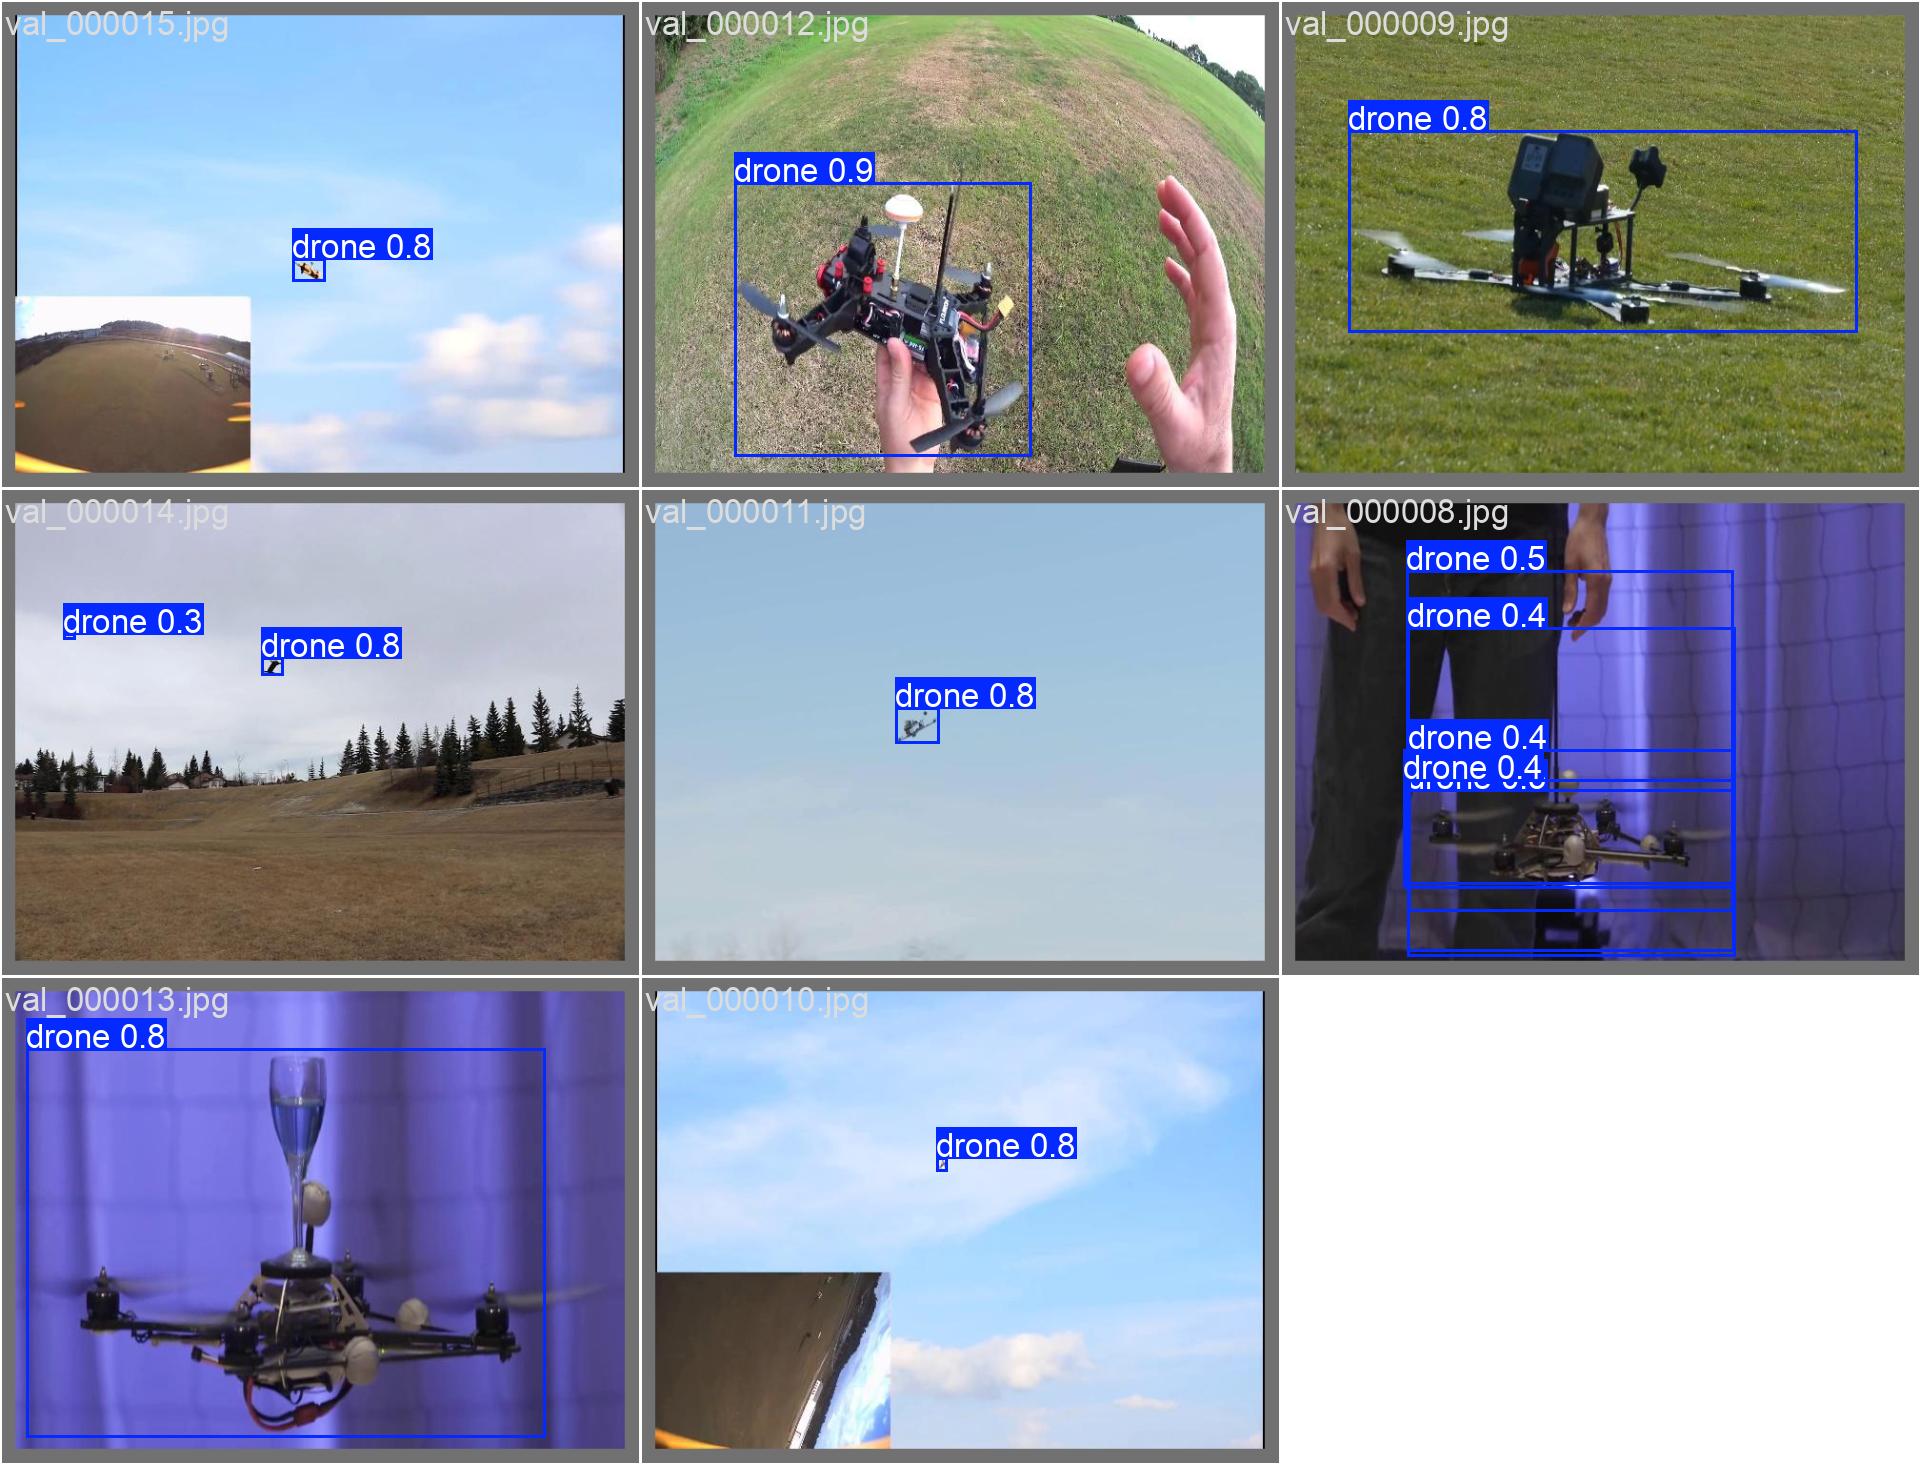 val_000015.jpg
drone 0.8
val_000012.jpg
drone 0.9
val_000009.jpg
drone 0.8
val_000014.jpg
drone 0.3
drone 0.8
val_000011.jpg
drone 0.8
val_000008.jpg
drone 0.5
drone 0.4
drone 0.4
drone 0.4
val_000013.jpg
drone 0.8
val_000010.jpg
drone 0.8